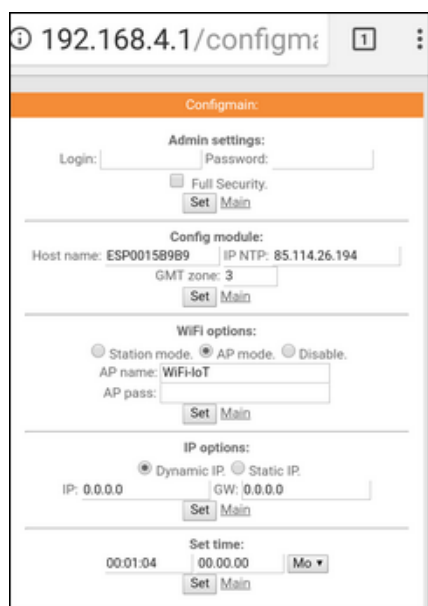 192.168.4.1/configma
1
Configmain:
Admin settings:
Login: Password:
Full Security.
Set Main
Config module:
Host name: ESP0015B9B9 IP NTP: 85.114.26.194
GMT zone: 3
Set Main
WiFi options:
Station mode. AP mode. Disable.
AP name: WiFi-IoT
AP pass:
Set Main
IP options:
Dynamic IP. Static IP.
IP: 0.0.0.0 GW: 0.0.0.0
Set Main
Set time:
00:01:04 00.00.00 Mo
Set Main